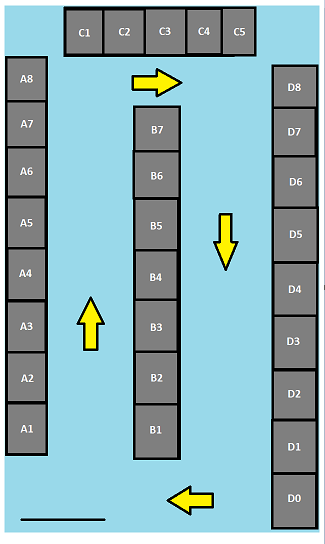 C1 C2 C3 C4 C5
A8 D8
A7 B7 D7
A6 B6 D6
A5 B5 D5
A4 B4 D4
A3 B3 D3
A2 B2 D2
A1 B1 D1
D0